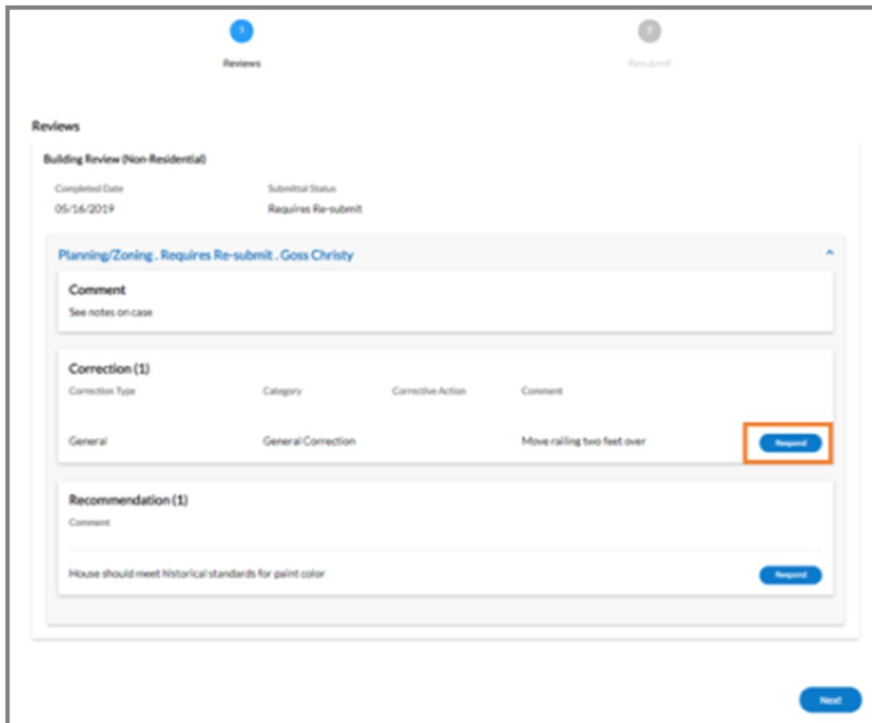 1
2
Reviews
Resubmit
Reviews
Building Review (Non-Residential)
Completed Date Submittal Status
05/16/2019 Requires Re-submit
Planning/Zoning . Requires Re-submit . Goss Christy
Comment
See notes on case
Correction (1)
Correction Type Category Corrective Action Comment
General General Correction Move railing two feet over Respond
Recommendation (1)
Comment
House should meet historical standards for paint color Respond
Next